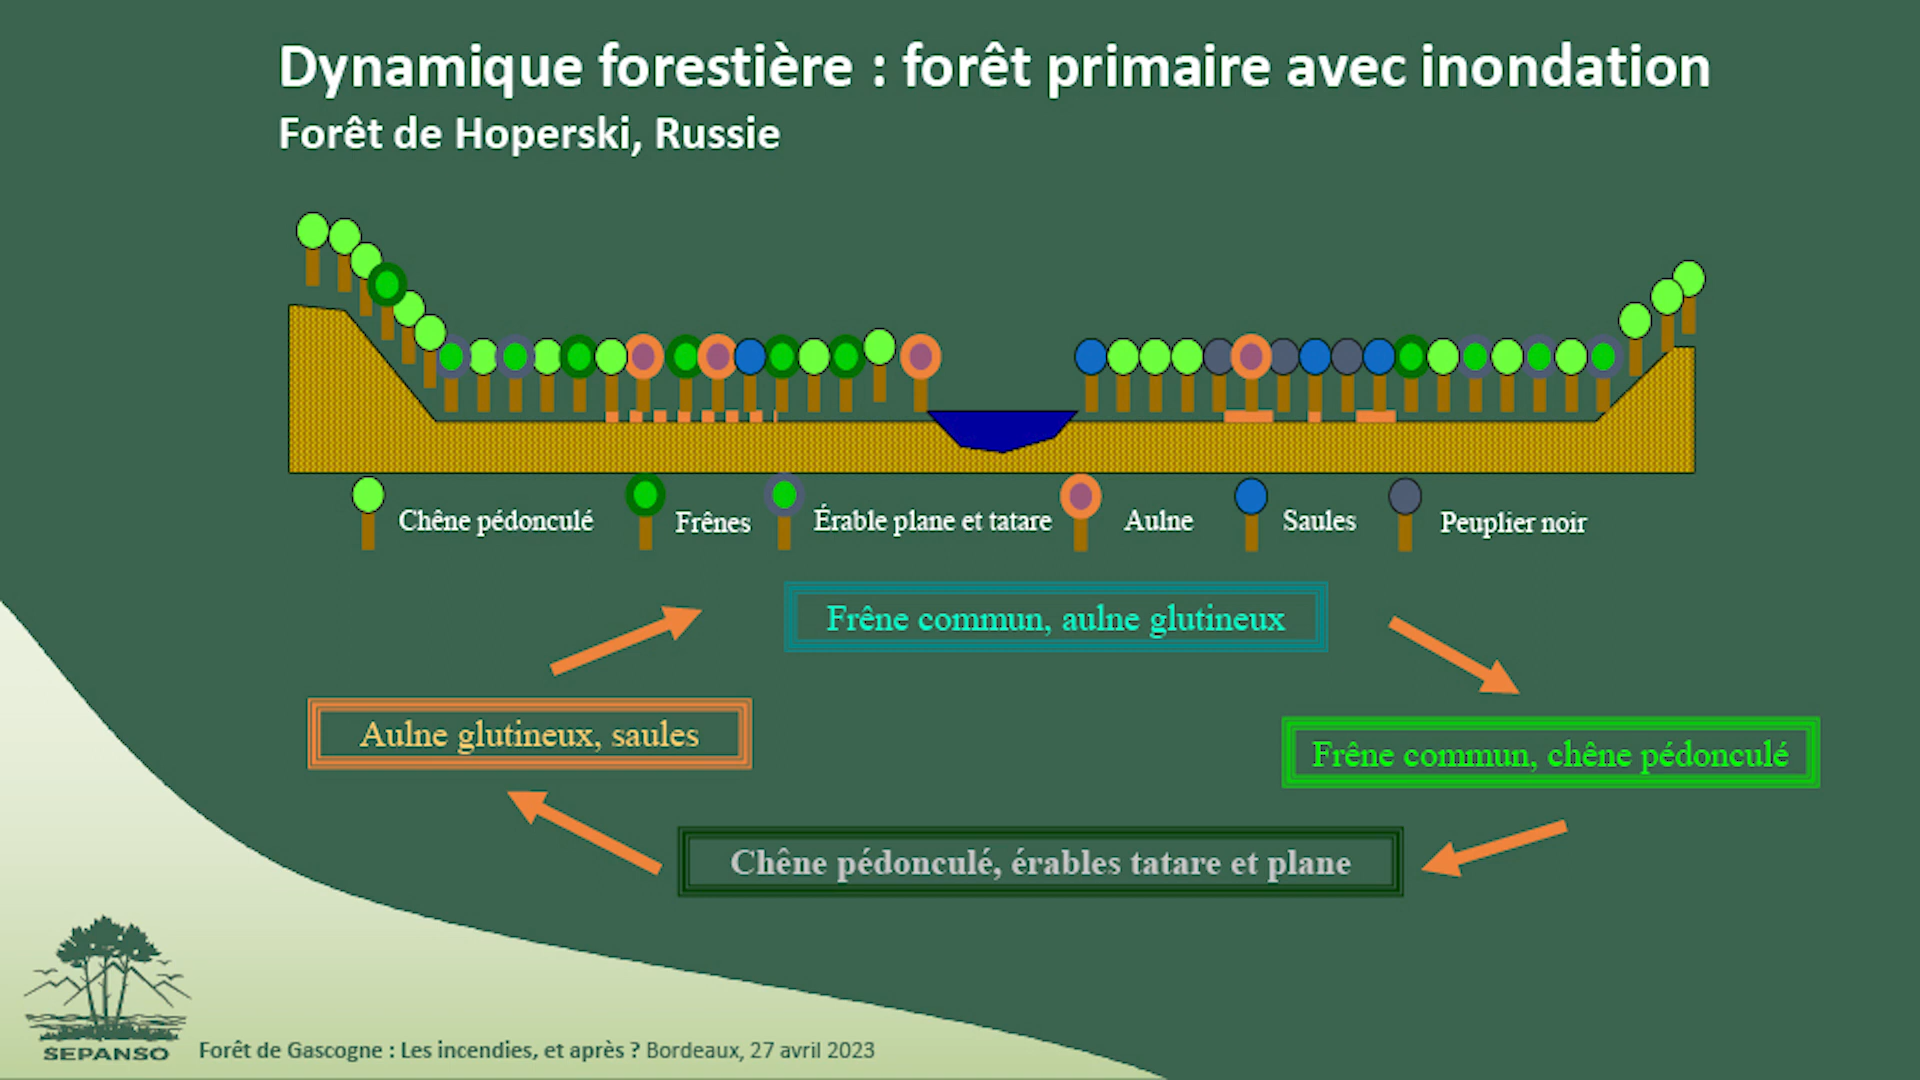 Dynamique forestière : forêt primaire avec inondation
Forêt de Hoperski, Russie
Chêne pédonculé
Frênes
Érable plane et tatare
Aulne
Saules
Peuplier noir
Frêne commun, aulne glutineux
Aulne glutineux, saules
Frêne commun, chêne pédonculé
Chêne pédonculé, érables tatare et plane
SEPANSO
Forêt de Gascogne : Les incendies, et après ? Bordeaux, 27 avril 2023